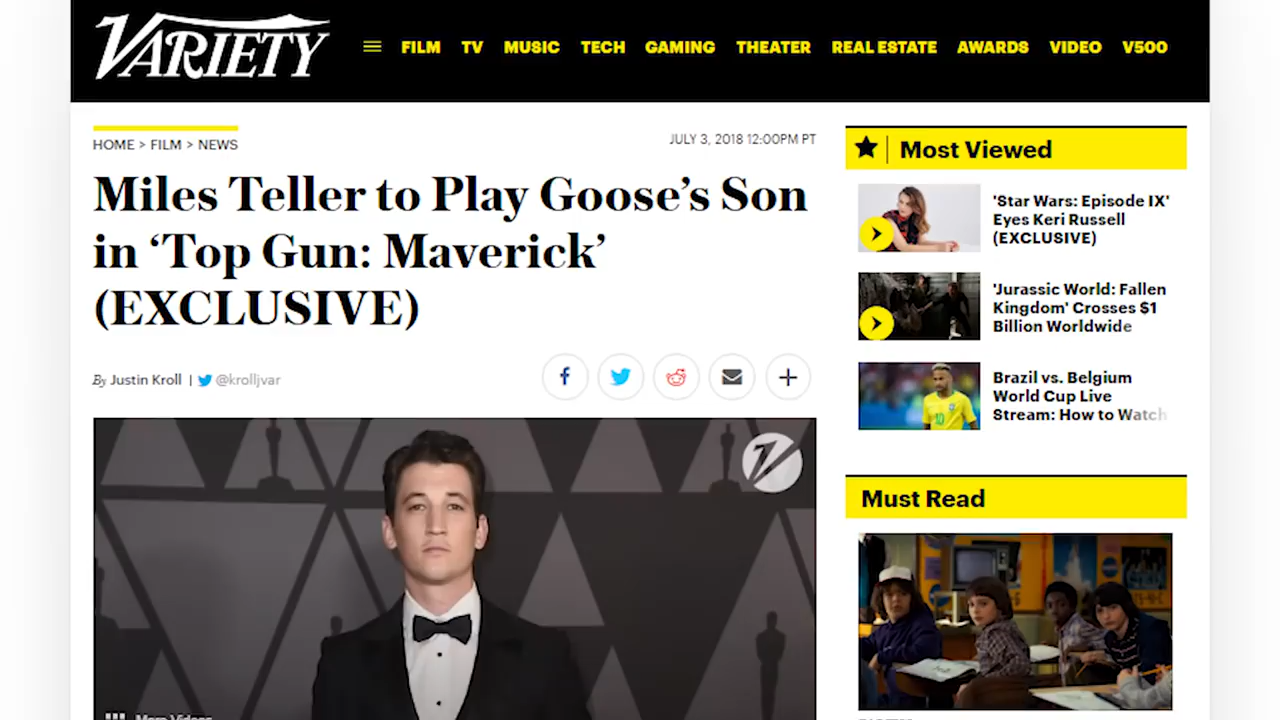 VARIETY
FILM TV MUSIC TECH GAMING THEATER REAL ESTATE AWARDS VIDEO V500
HOME > FILM > NEWS
JULY 3, 2018 12:00PM PT
Miles Teller to Play Goose's Son
in ‘Top Gun: Maverick’
(EXCLUSIVE)
By Justin Kroll | @krolljvar
More Videos
Most Viewed
'Star Wars: Episode IX'
Eyes Keri Russell
(EXCLUSIVE)
'Jurassic World: Fallen
Kingdom' Crosses $1
Billion Worldwide
Brazil vs. Belgium
World Cup Live
Stream: How to Watch
Must Read